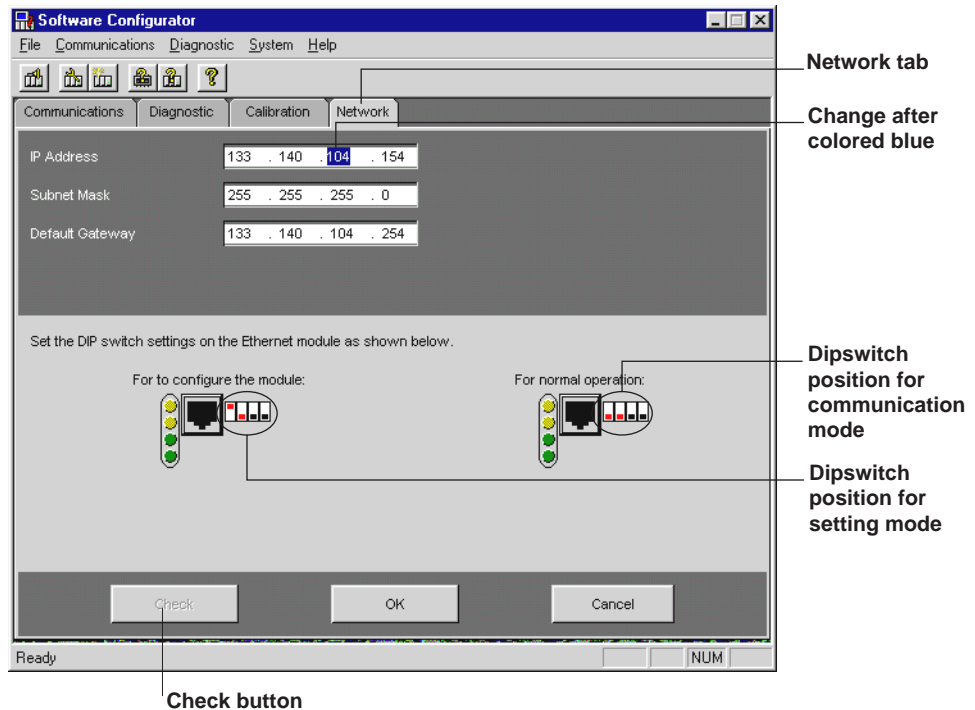 Software Configurator
File Communications Diagnostic System Help
Network tab
Communications Diagnostic Calibration Network
Change after
colored blue
IP Address 133 . 140 . 104 . 154
Subnet Mask 255 . 255 . 255 . 0
Default Gateway 133 . 140 . 104 . 254
Set the DIP switch settings on the Ethernet module as shown below.
For to configure the module:
For normal operation:
Dipswitch
position for
communication
mode
Dipswitch
position for
setting mode
Check OK Cancel
Ready NUM
Check button